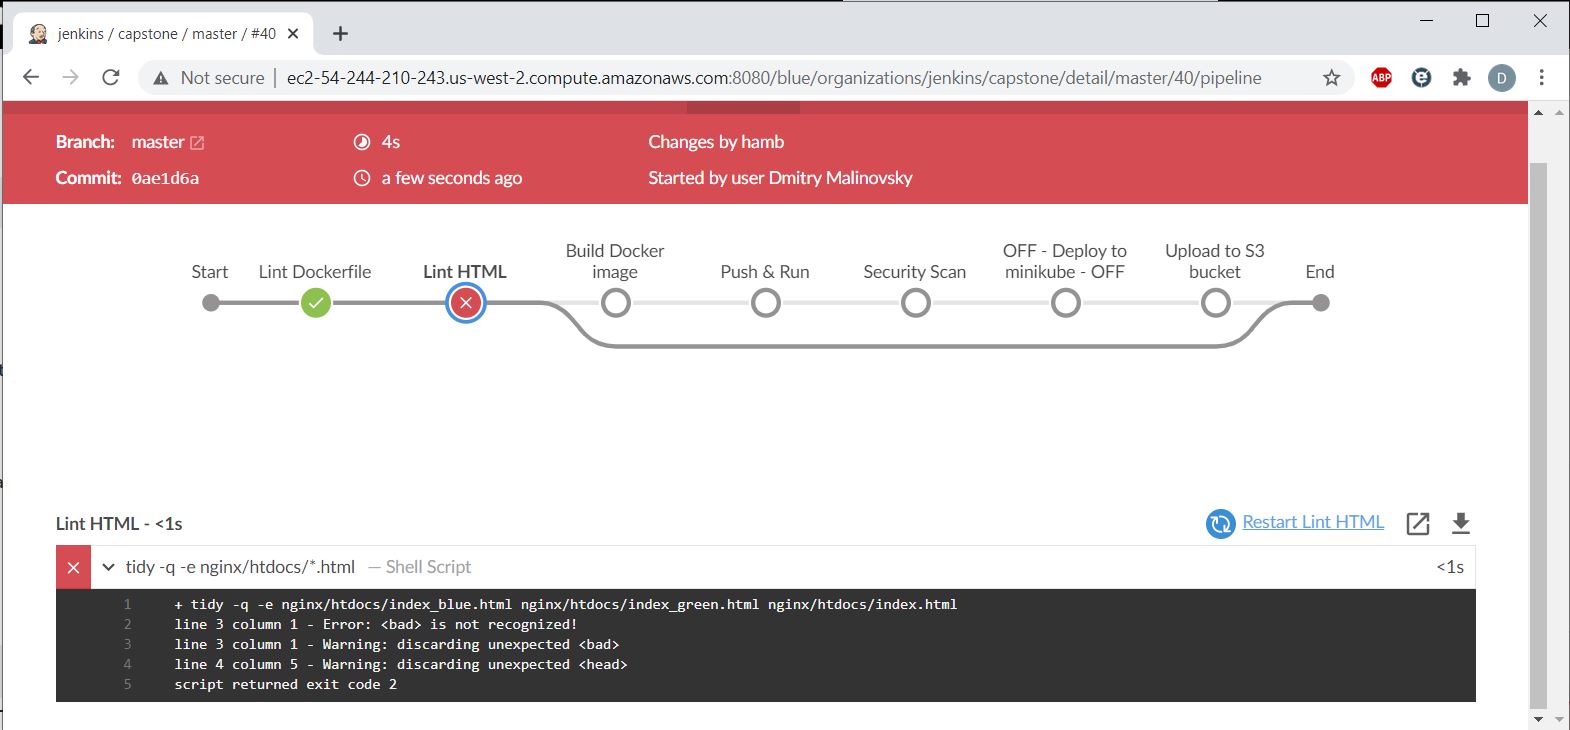 jenkins / capstone / master / #40
Not secure | ec2-54-244-210-243.us-west-2.compute.amazonaws.com:8080/blue/organizations/jenkins/capstone/detail/master/40/pipeline
ABP
D
Branch: master 4s Changes by hamb
Commit: 0ae1d6a a few seconds ago Started by user Dmitry Malinovsky
Start
Lint Dockerfile
Lint HTML
Build Docker
image
Push & Run
Security Scan
OFF - Deploy to
minikube - OFF
Upload to S3
bucket
End
Lint HTML - <1s
Restart Lint HTML
tidy -q -e nginx/htdocs/*.html — Shell Script <1s
1 + tidy -q -e nginx/htdocs/index_blue.html nginx/htdocs/index_green.html nginx/htdocs/index.html
2 line 3 column 1 - Error: <bad> is not recognized!
3 line 3 column 1 - Warning: discarding unexpected <bad>
4 line 4 column 5 - Warning: discarding unexpected <head>
5 script returned exit code 2